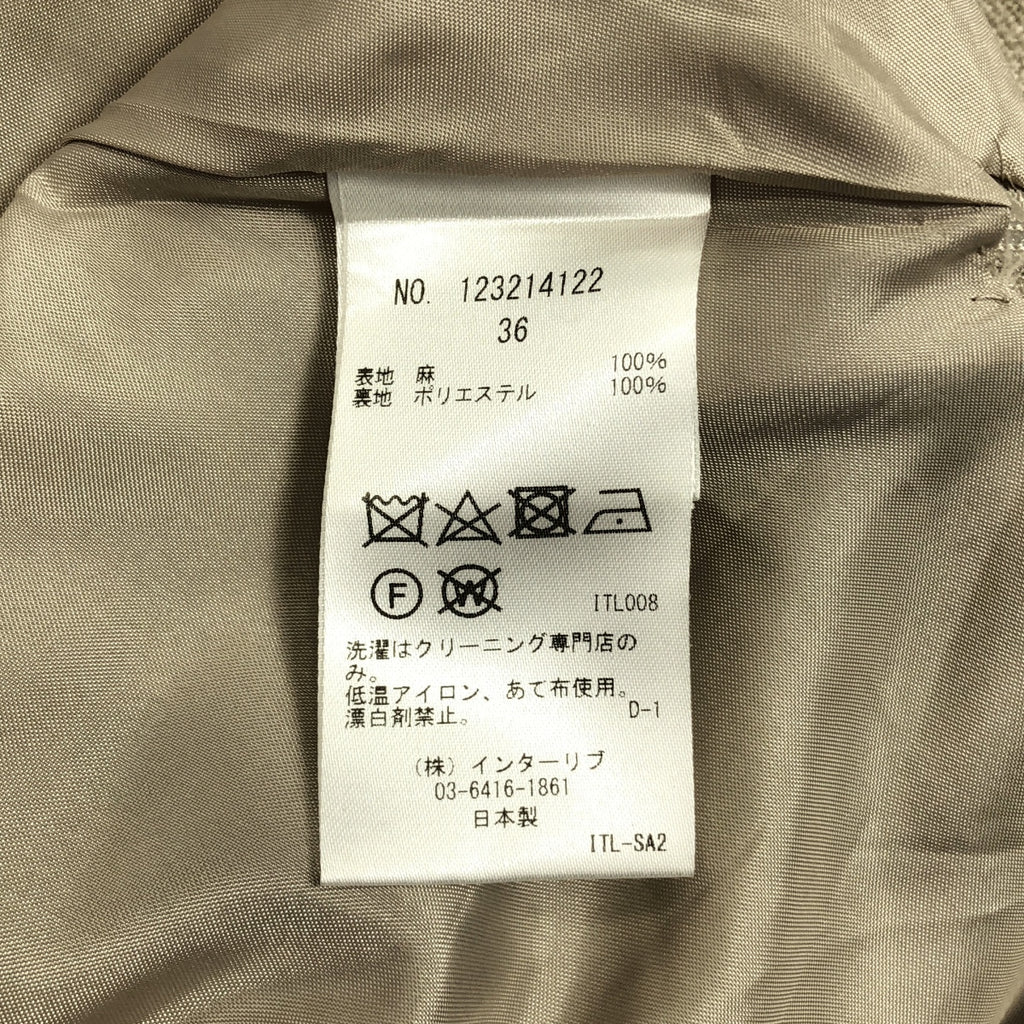 NO. 123214122
36
表地 麻 100%
裏地 ポリエステル 100%
F W ITL008
洗濯はクリーニング専門店の
み。
低温アイロン、あて布使用。
漂白剤禁止。 D-1
（株）インターリブ
03-6416-1861
日本製
ITL-SA2